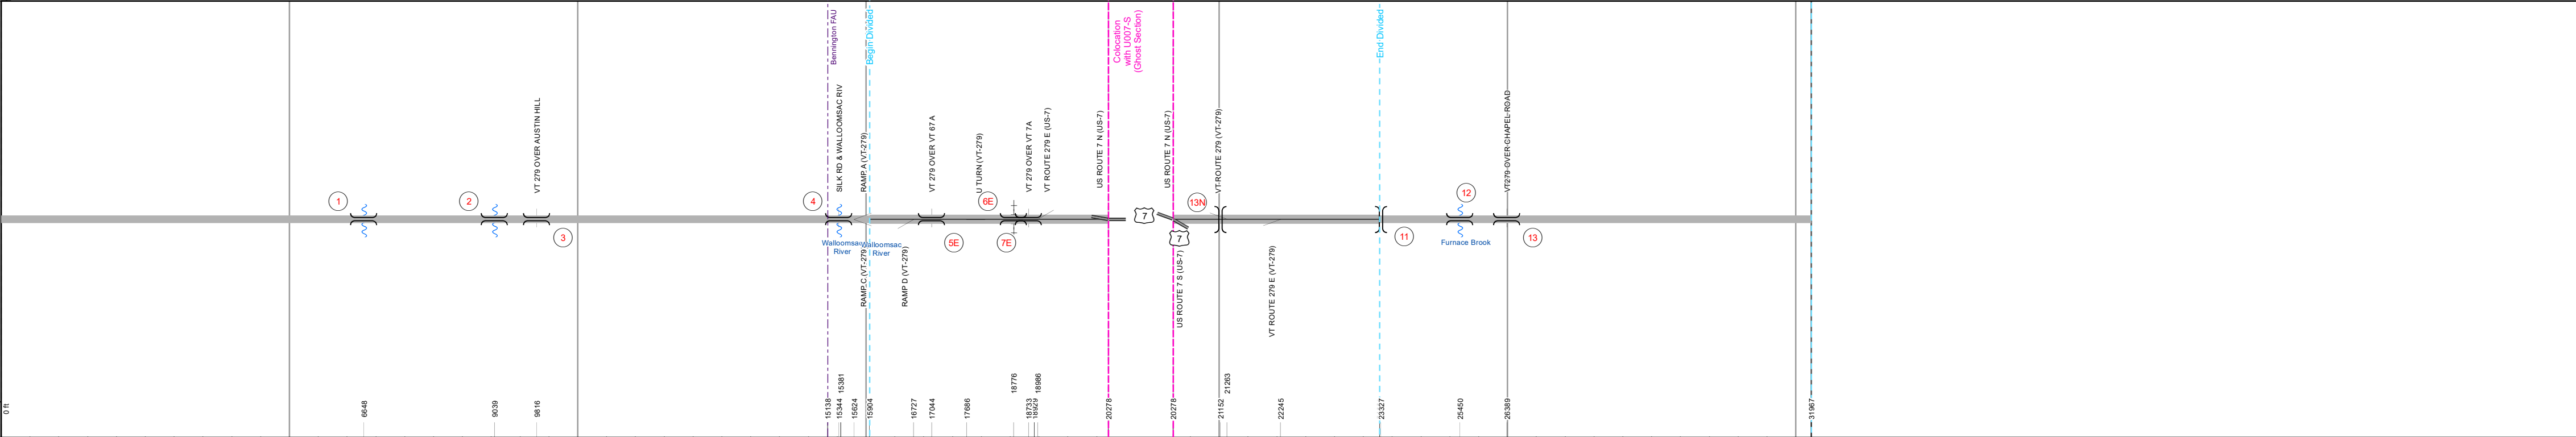 Bennington FAU
Begin Divided
Colocation
with U007-S
(Ghost Section)
End Divided
VT 279 OVER AUSTIN HILL
SILK RD & WALLOOMSAC RIV
RAMP A (VT-279)
VT 279 OVER VT 67 A
U TURN (VT-279)
VT 279 OVER VT 7A
VT ROUTE 279 E (US-7)
US ROUTE 7 N (US-7)
US ROUTE 7 N (US-7)
VT ROUTE 279 (VT-279)
VT279 OVER CHAPEL ROAD
1
2
3
4
5E
6E
7E
7
7
13N
11
12
13
Walloomsac
River
Walloomsac
River
Furnace Brook
RAMP C (VT-279)
RAMP D (VT-279)
US ROUTE 7 S (US-7)
VT ROUTE 279 E (VT-279)
0 ft
6648
9039
9816
15138
15344
15381
15624
15904
16727
17044
17686
18776
18733
18929
18986
20278
20278
21152
21263
22245
23327
25450
26389
31967